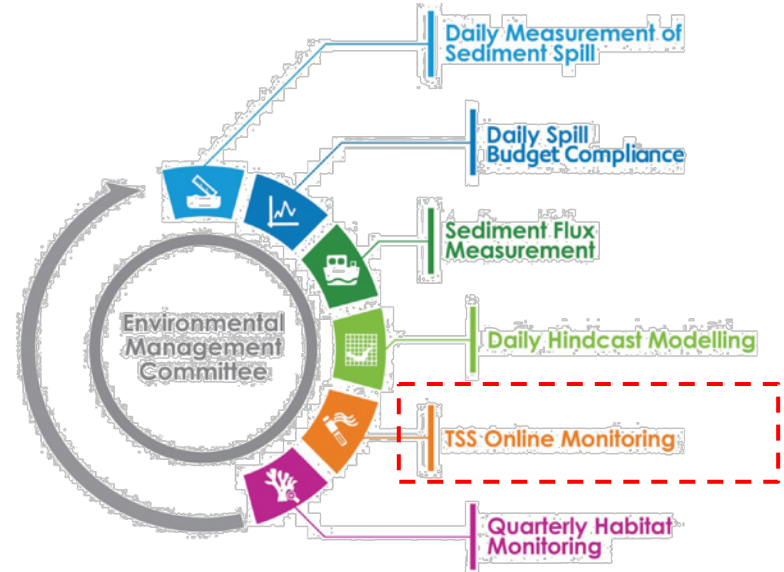 Daily Measurement of
Sediment Spill
Daily Spill
Budget Compliance
Sediment Flux
Measurement
Environmental
Management
Committee
Daily Hindcast Modelling
TSS Online Monitoring
Quarterly Habitat
Monitoring